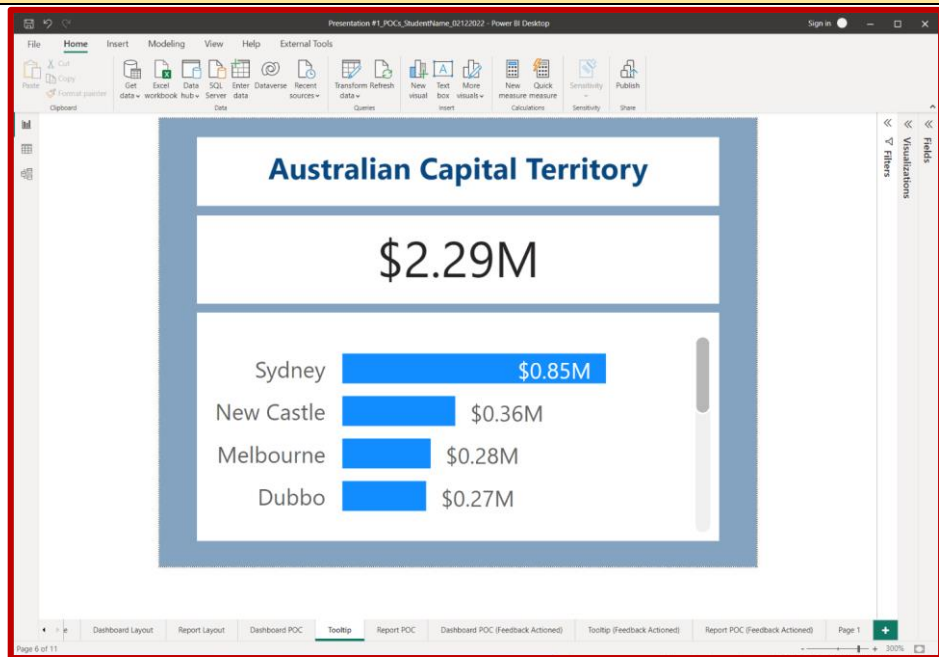 Presentation #1_POCs_StudentName_02122022 - Power BI Desktop
Sign in
File Home Insert Modeling View Help External Tools
Paste
Cut
Copy
Format painter
Clipboard
Get data
Excel workbook
Data hub
SQL Server
Enter data
Dataverse
Recent sources
Data
Transform data
Refresh
Queries
New visual
Text box
More visuals
Insert
New measure
Quick measure
Calculations
Sensitivity
Sensitivity
Publish
Share
Filters
Visualizations
Fields
Australian Capital Territory
$2.29M
Sydney $0.85M
New Castle $0.36M
Melbourne $0.28M
Dubbo $0.27M
e Dashboard Layout Report Layout Dashboard POC Tooltip Report POC Dashboard POC (Feedback Actioned) Tooltip (Feedback Actioned) Report POC (Feedback Actioned) Page 1
Page 6 of 11
300%